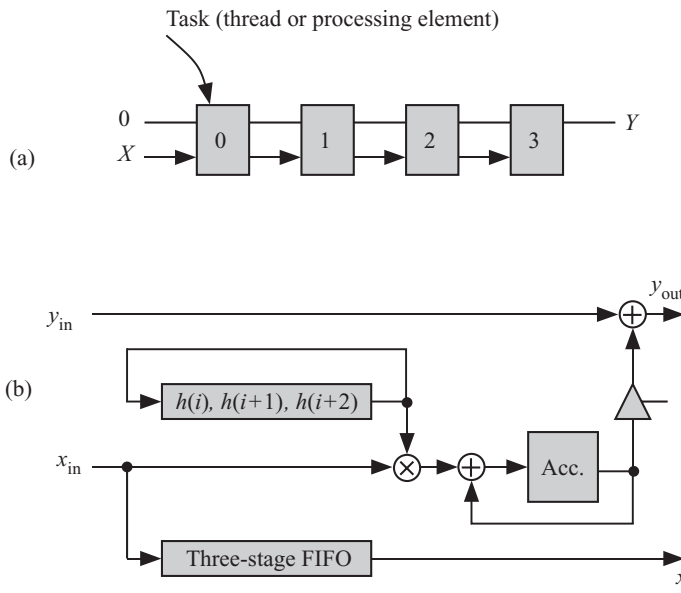 Task (thread or processing element)
0
X
0
1
2
3
Y
(a)
y_in
y_out
(b)
h(i), h(i+1), h(i+2)
x_in
×
+
Acc.
+
Three-stage FIFO
x